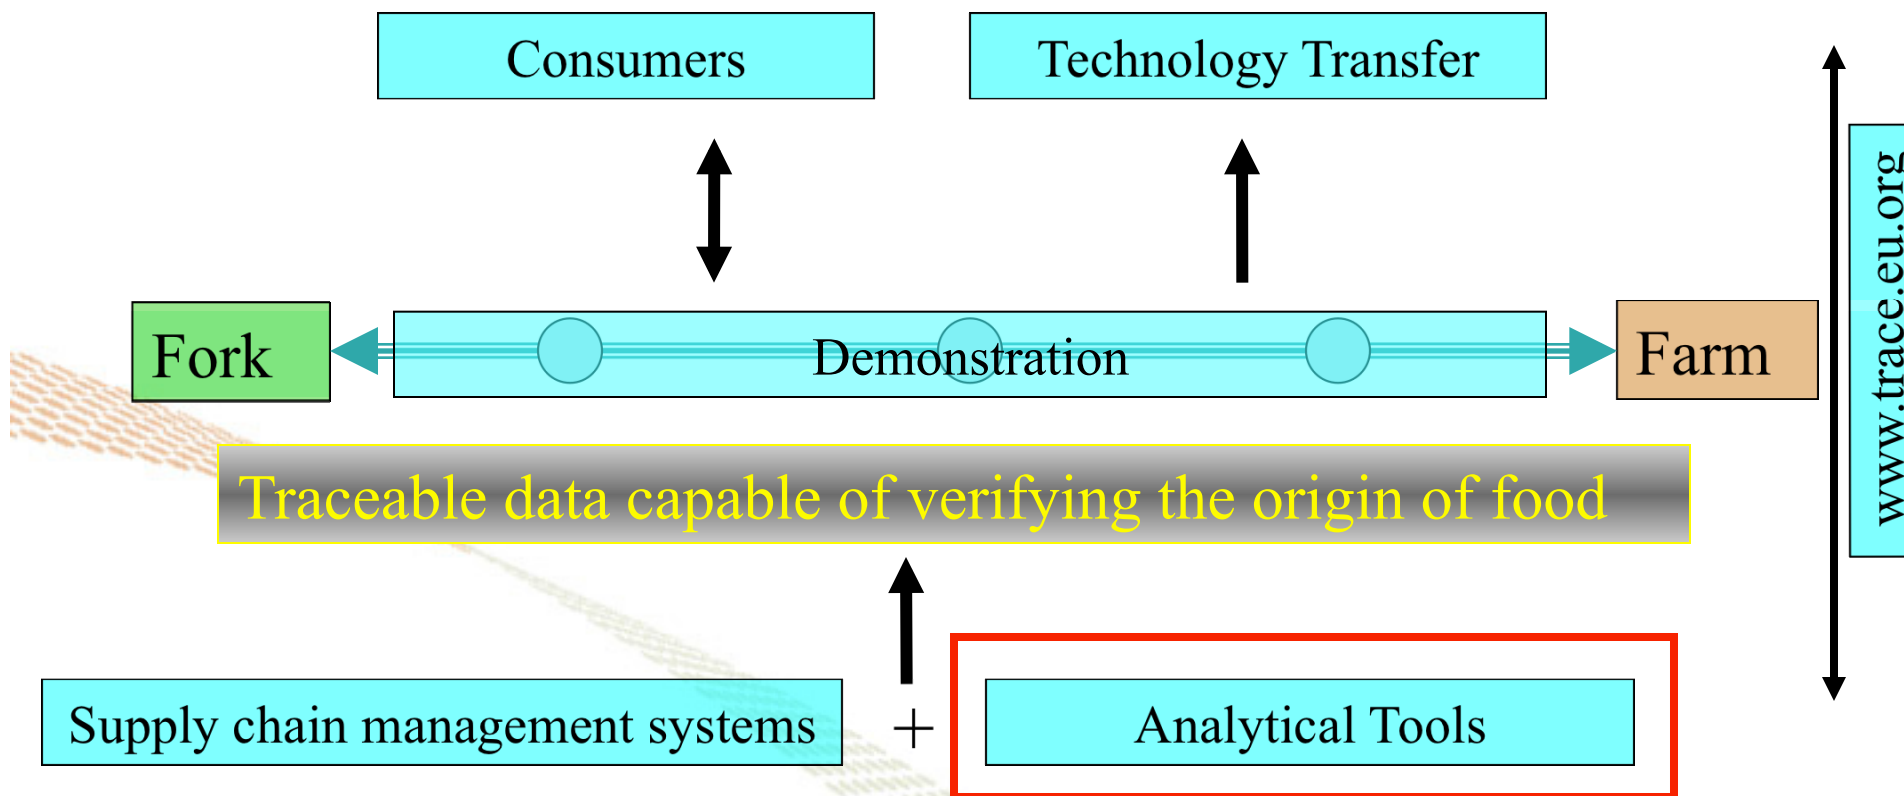 Consumers
Technology Transfer
www.trace.eu.org
Fork
Demonstration
Farm
Traceable data capable of verifying the origin of food
Supply chain management systems
+
Analytical Tools